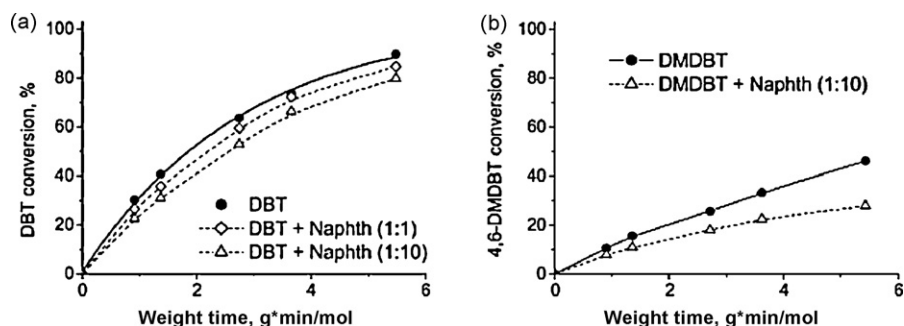 (a)
100
80
60
40
20
0
DBT conversion, %
DBT
DBT + Naphth (1:1)
DBT + Naphth (1:10)
0
2
4
6
Weight time, g*min/mol
(b)
100
80
60
40
20
0
4,6-DMDBT conversion, %
DMDBT
DMDBT + Naphth (1:10)
0
2
4
6
Weight time, g*min/mol